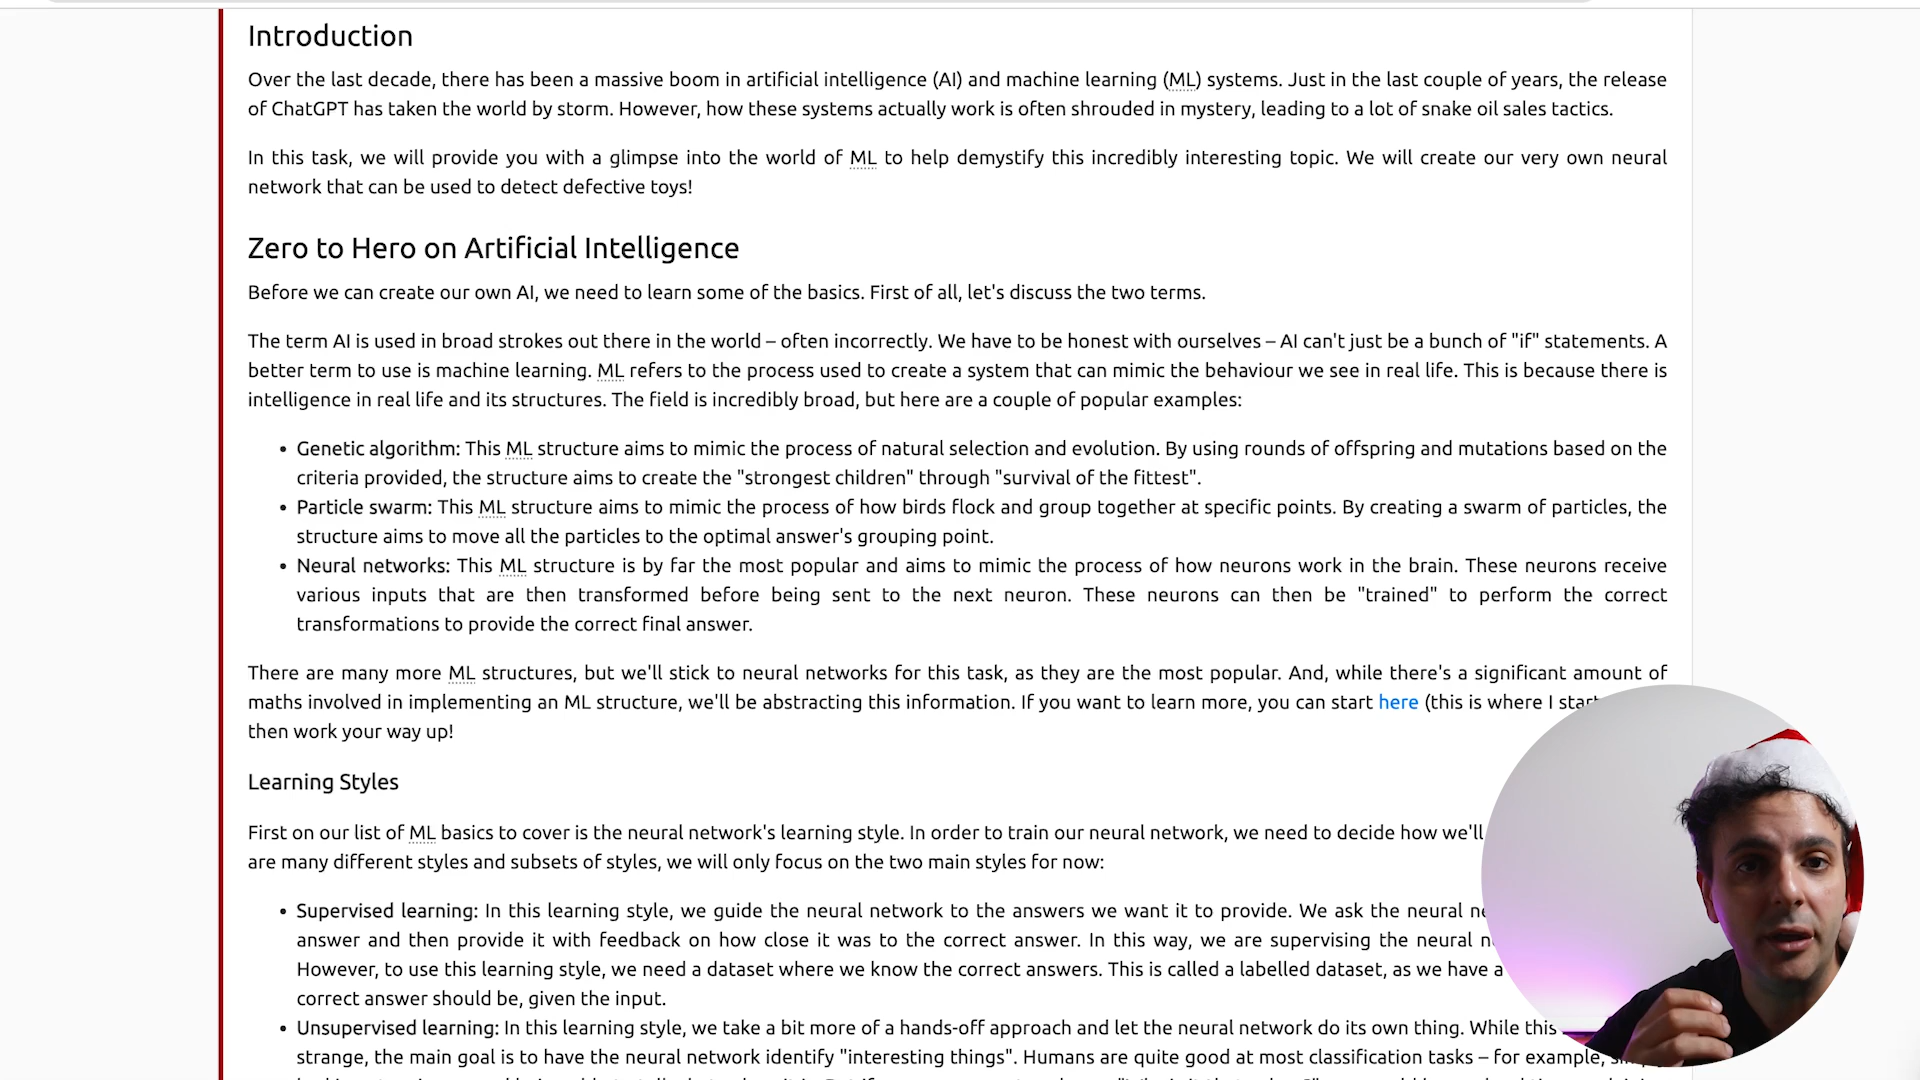 Introduction
Over the last decade, there has been a massive boom in artificial intelligence (AI) and machine learning (ML) systems. Just in the last couple of years, the release
of ChatGPT has taken the world by storm. However, how these systems actually work is often shrouded in mystery, leading to a lot of snake oil sales tactics.
In this task, we will provide you with a glimpse into the world of ML to help demystify this incredibly interesting topic. We will create our very own neural
network that can be used to detect defective toys!
Zero to Hero on Artificial Intelligence
Before we can create our own AI, we need to learn some of the basics. First of all, let's discuss the two terms.
The term AI is used in broad strokes out there in the world – often incorrectly. We have to be honest with ourselves – AI can't just be a bunch of "if" statements. A
better term to use is machine learning. ML refers to the process used to create a system that can mimic the behaviour we see in real life. This is because there is
intelligence in real life and its structures. The field is incredibly broad, but here are a couple of popular examples:
• Genetic algorithm: This ML structure aims to mimic the process of natural selection and evolution. By using rounds of offspring and mutations based on the
criteria provided, the structure aims to create the "strongest children" through "survival of the fittest".
• Particle swarm: This ML structure aims to mimic the process of how birds flock and group together at specific points. By creating a swarm of particles, the
structure aims to move all the particles to the optimal answer's grouping point.
• Neural networks: This ML structure is by far the most popular and aims to mimic the process of how neurons work in the brain. These neurons receive
various inputs that are then transformed before being sent to the next neuron. These neurons can then be "trained" to perform the correct
transformations to provide the correct final answer.
There are many more ML structures, but we'll stick to neural networks for this task, as they are the most popular. And, while there's a significant amount of
maths involved in implementing an ML structure, we'll be abstracting this information. If you want to learn more, you can start here (this is where I
then work your way up!
Learning Styles
First on our list of ML basics to cover is the neural network's learning style. In order to train our neural network, we need to decide how we'll
are many different styles and subsets of styles, we will only focus on the two main styles for now:
• Supervised learning: In this learning style, we guide the neural network to the answers we want it to provide. We ask the neural
answer and then provide it with feedback on how close it was to the correct answer. In this way, we are supervising the neural
However, to use this learning style, we need a dataset where we know the correct answers. This is called a labelled dataset, as we have a
correct answer should be, given the input.
• Unsupervised learning: In this learning style, we take a bit more of a hands-off approach and let the neural network do its own thing. While this
strange, the main goal is to have the neural network identify "interesting things". Humans are quite good at most classification tasks – for example,